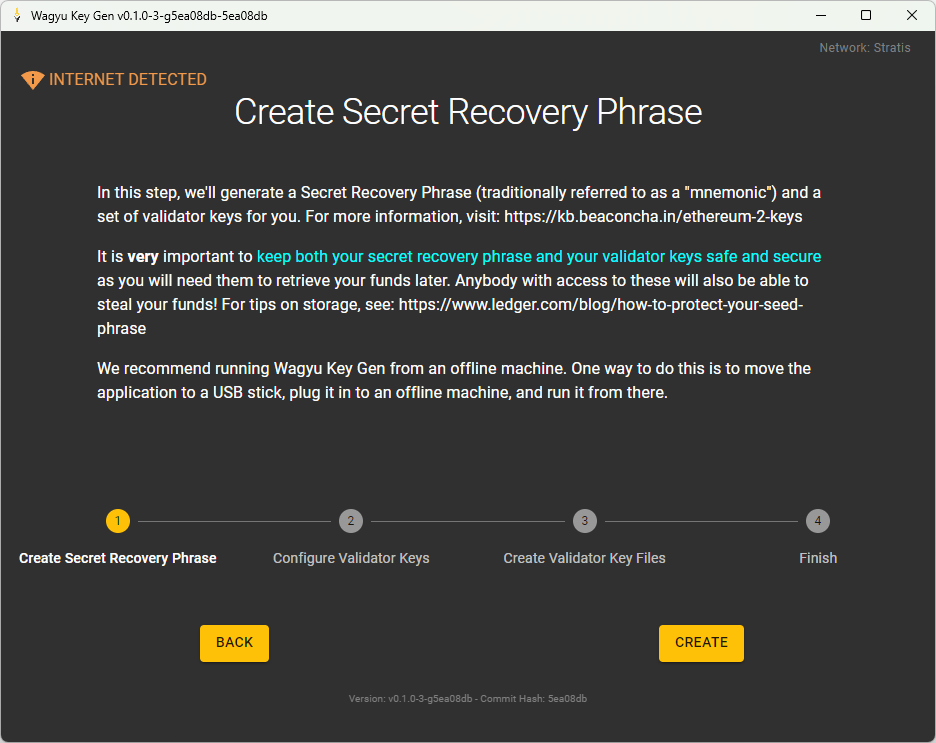 Wagyu Key Gen v0.1.0-3-g5ea08db-5ea08db
Network: Stratis
INTERNET DETECTED
Create Secret Recovery Phrase
In this step, we'll generate a Secret Recovery Phrase (traditionally referred to as a "mnemonic") and a
set of validator keys for you. For more information, visit: https://kb.beaconcha.in/ethereum-2-keys
It is very important to keep both your secret recovery phrase and your validator keys safe and secure
as you will need them to retrieve your funds later. Anybody with access to these will also be able to
steal your funds! For tips on storage, see: https://www.ledger.com/blog/how-to-protect-your-seed-
phrase
We recommend running Wagyu Key Gen from an offline machine. One way to do this is to move the
application to a USB stick, plug it in to an offline machine, and run it from there.
1 2 3 4
Create Secret Recovery Phrase Configure Validator Keys Create Validator Key Files Finish
BACK CREATE
Version: v0.1.0-3-g5ea08db - Commit Hash: 5ea08db